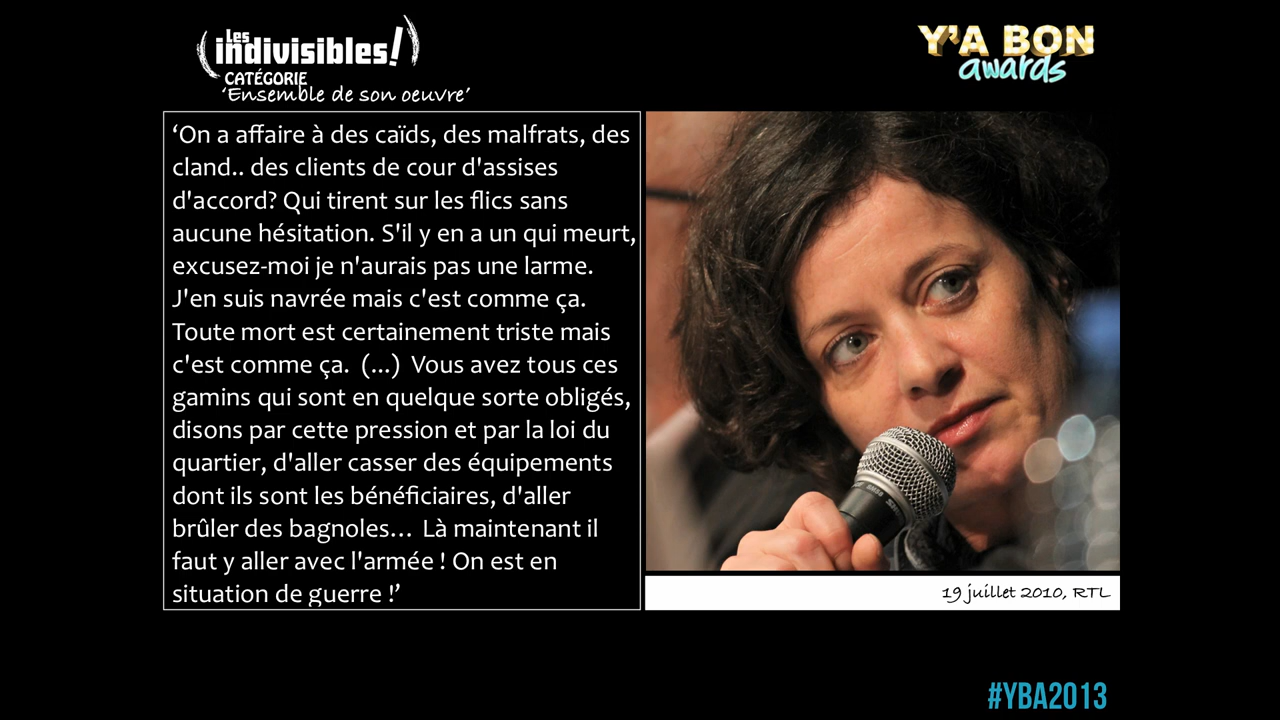 Les
indivisibles!
CATÉGORIE
'Ensemble de son oeuvre'
Y'A BON
awards
'On a affaire à des caïds, des malfrats, des
cland.. des clients de cour d'assises
d'accord? Qui tirent sur les flics sans
aucune hésitation. S'il y en a un qui meurt,
excusez-moi je n'aurais pas une larme.
J'en suis navrée mais c'est comme ça.
Toute mort est certainement triste mais
c'est comme ça. (...) Vous avez tous ces
gamins qui sont en quelque sorte obligés,
disons par cette pression et par la loi du
quartier, d'aller casser des équipements
dont ils sont les bénéficiaires, d'aller
brûler des bagnoles... Là maintenant il
faut y aller avec l'armée ! On est en
situation de guerre !'
19 juillet 2010, RTL
#YBA2013